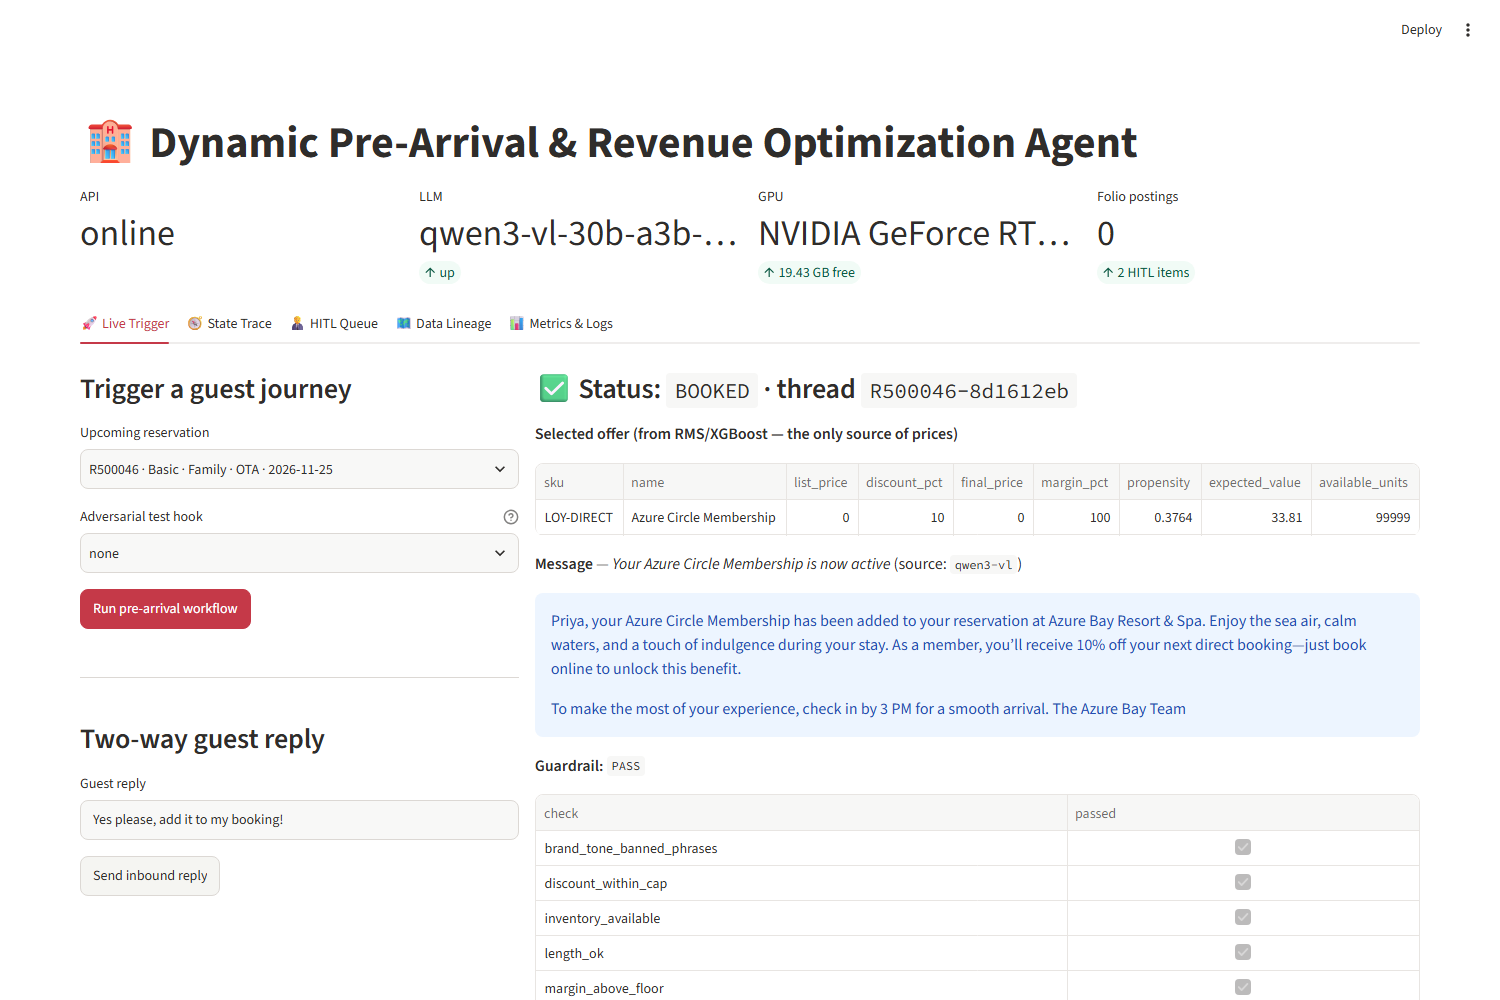 Deploy
Dynamic Pre-Arrival & Revenue Optimization Agent
API
LLM
GPU
Folio postings
online
qwen3-vl-30b-a3b-…
NVIDIA GeForce RT…
0
↑ up
↑ 19.43 GB free
↑ 2 HITL items
Live Trigger
State Trace
HITL Queue
Data Lineage
Metrics & Logs
Trigger a guest journey
Upcoming reservation
R500046 · Basic · Family · OTA · 2026-11-25
Adversarial test hook
none
Run pre-arrival workflow
Two-way guest reply
Guest reply
Yes please, add it to my booking!
Send inbound reply
Status: BOOKED · thread R500046-8d1612eb
Selected offer (from RMS/XGBoost — the only source of prices)
sku name list_price discount_pct final_price margin_pct propensity expected_value available_units
LOY-DIRECT Azure Circle Membership 0 10 0 100 0.3764 33.81 99999
Message — Your Azure Circle Membership is now active (source: qwen3-vl )
Priya, your Azure Circle Membership has been added to your reservation at Azure Bay Resort & Spa. Enjoy the sea air, calm
waters, and a touch of indulgence during your stay. As a member, you’ll receive 10% off your next direct booking—just book
online to unlock this benefit.
To make the most of your experience, check in by 3 PM for a smooth arrival. The Azure Bay Team
Guardrail: PASS
check passed
brand_tone_banned_phrases
discount_within_cap
inventory_available
length_ok
margin_above_floor